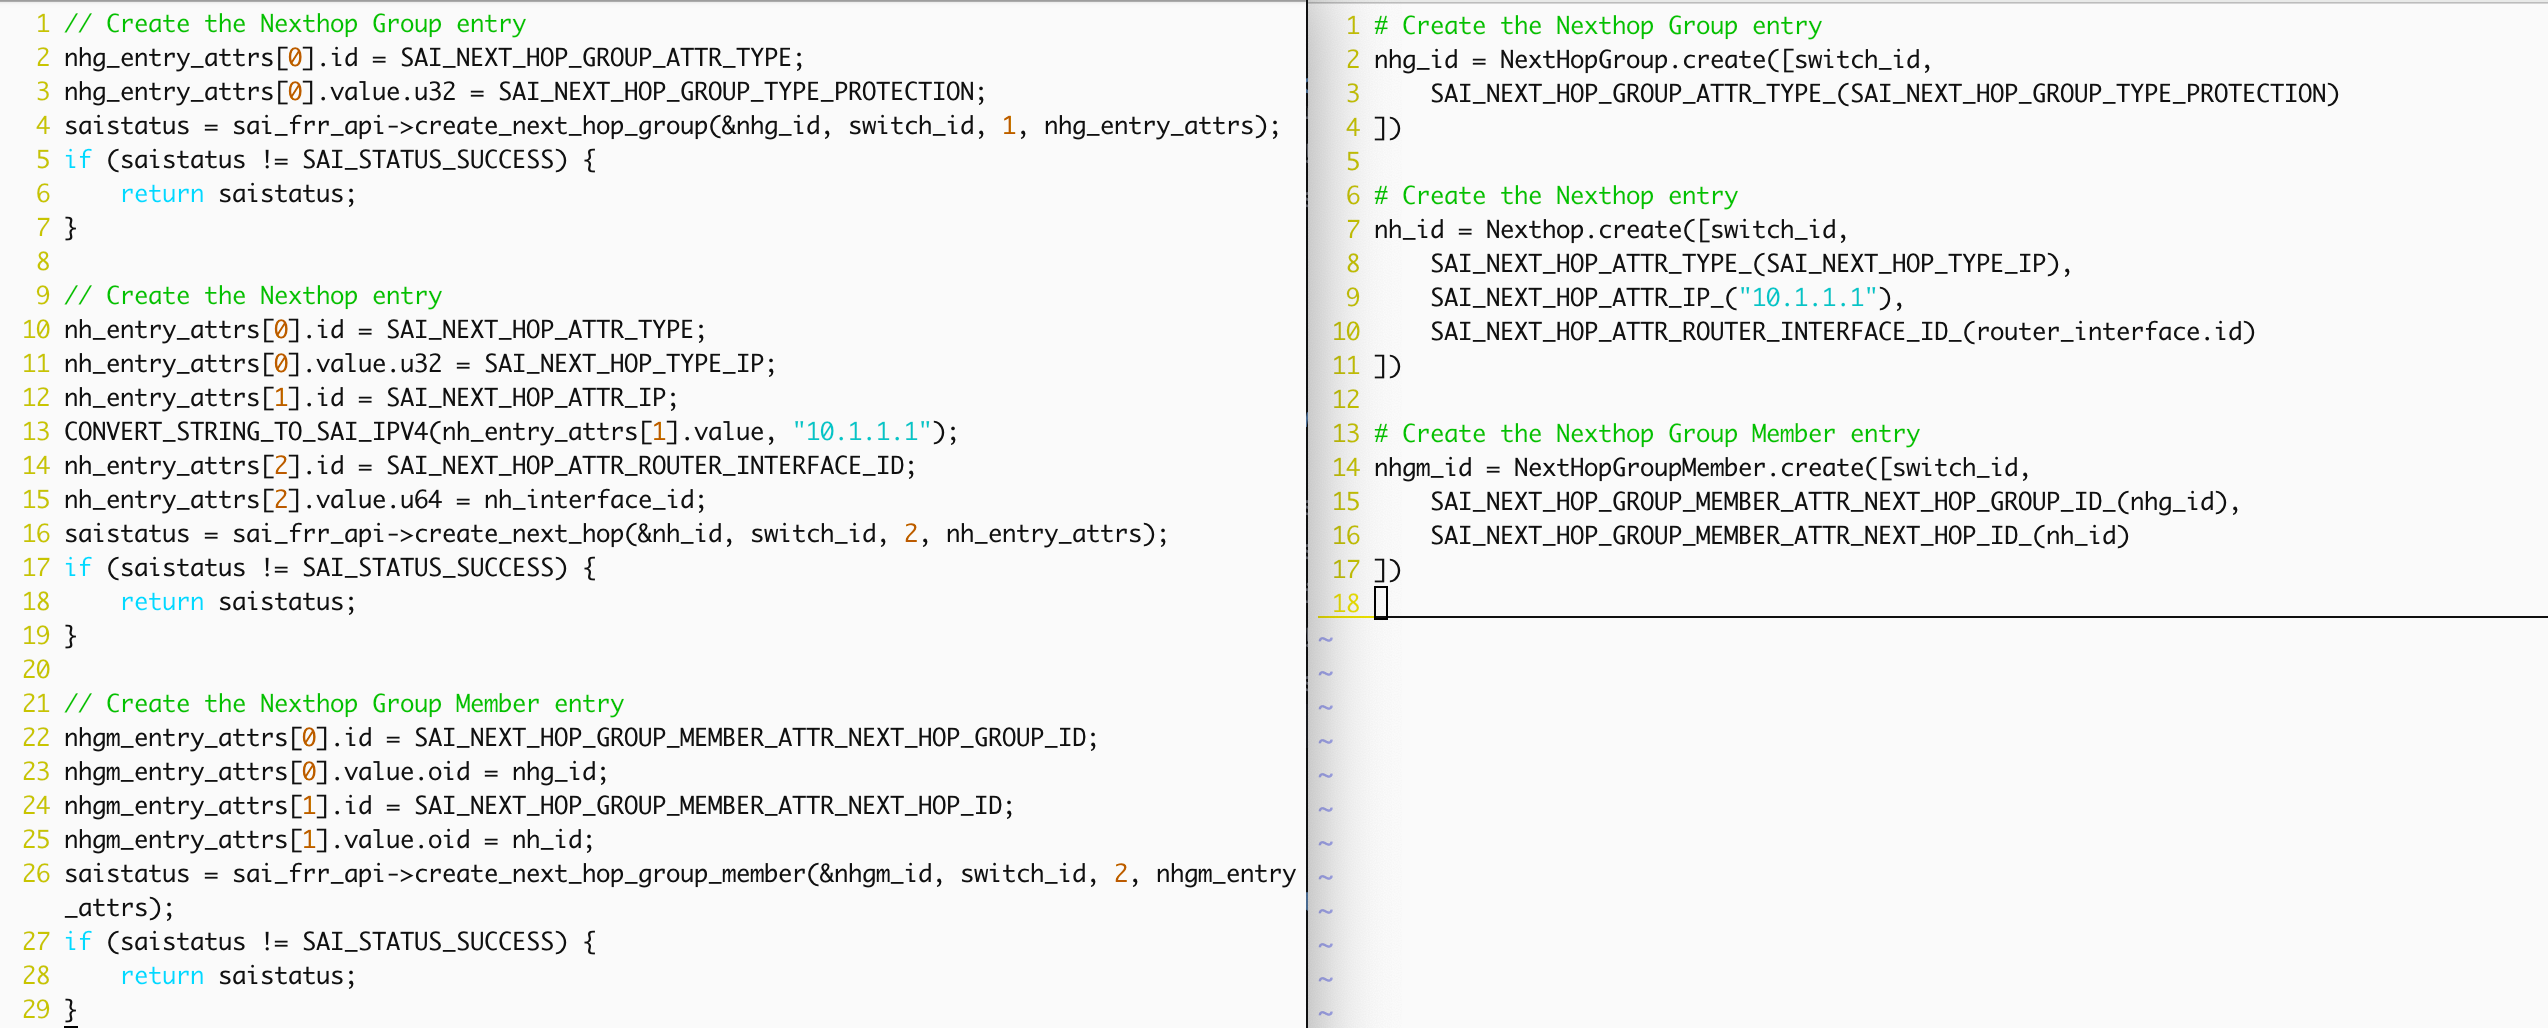 1 // Create the Nexthop Group entry
2 nhg_entry_attrs[0].id = SAI_NEXT_HOP_GROUP_ATTR_TYPE;
3 nhg_entry_attrs[0].value.u32 = SAI_NEXT_HOP_GROUP_TYPE_PROTECTION;
4 saistatus = sai_frr_api->create_next_hop_group(&nhg_id, switch_id, 1, nhg_entry_attrs);
5 if (saistatus != SAI_STATUS_SUCCESS) {
6     return saistatus;
7 }
8
9 // Create the Nexthop entry
10 nh_entry_attrs[0].id = SAI_NEXT_HOP_ATTR_TYPE;
11 nh_entry_attrs[0].value.u32 = SAI_NEXT_HOP_TYPE_IP;
12 nh_entry_attrs[1].id = SAI_NEXT_HOP_ATTR_IP;
13 CONVERT_STRING_TO_SAI_IPV4(nh_entry_attrs[1].value, "10.1.1.1");
14 nh_entry_attrs[2].id = SAI_NEXT_HOP_ATTR_ROUTER_INTERFACE_ID;
15 nh_entry_attrs[2].value.u64 = nh_interface_id;
16 saistatus = sai_frr_api->create_next_hop(&nh_id, switch_id, 2, nh_entry_attrs);
17 if (saistatus != SAI_STATUS_SUCCESS) {
18     return saistatus;
19 }
20
21 // Create the Nexthop Group Member entry
22 nhgm_entry_attrs[0].id = SAI_NEXT_HOP_GROUP_MEMBER_ATTR_NEXT_HOP_GROUP_ID;
23 nhgm_entry_attrs[0].value.oid = nhg_id;
24 nhgm_entry_attrs[1].id = SAI_NEXT_HOP_GROUP_MEMBER_ATTR_NEXT_HOP_ID;
25 nhgm_entry_attrs[1].value.oid = nh_id;
26 saistatus = sai_frr_api->create_next_hop_group_member(&nhgm_id, switch_id, 2, nhgm_entry
_attrs);
27 if (saistatus != SAI_STATUS_SUCCESS) {
28     return saistatus;
29 }
1 # Create the Nexthop Group entry
2 nhg_id = NextHopGroup.create([switch_id,
3     SAI_NEXT_HOP_GROUP_ATTR_TYPE_(SAI_NEXT_HOP_GROUP_TYPE_PROTECTION)
4 ])
5
6 # Create the Nexthop entry
7 nh_id = Nexthop.create([switch_id,
8     SAI_NEXT_HOP_ATTR_TYPE_(SAI_NEXT_HOP_TYPE_IP),
9     SAI_NEXT_HOP_ATTR_IP_("10.1.1.1"),
10     SAI_NEXT_HOP_ATTR_ROUTER_INTERFACE_ID_(router_interface.id)
11 ])
12
13 # Create the Nexthop Group Member entry
14 nhgm_id = NextHopGroupMember.create([switch_id,
15     SAI_NEXT_HOP_GROUP_MEMBER_ATTR_NEXT_HOP_GROUP_ID_(nhg_id),
16     SAI_NEXT_HOP_GROUP_MEMBER_ATTR_NEXT_HOP_ID_(nh_id)
17 ])
18
~
~
~
~
~
~
~
~
~
~
~
~